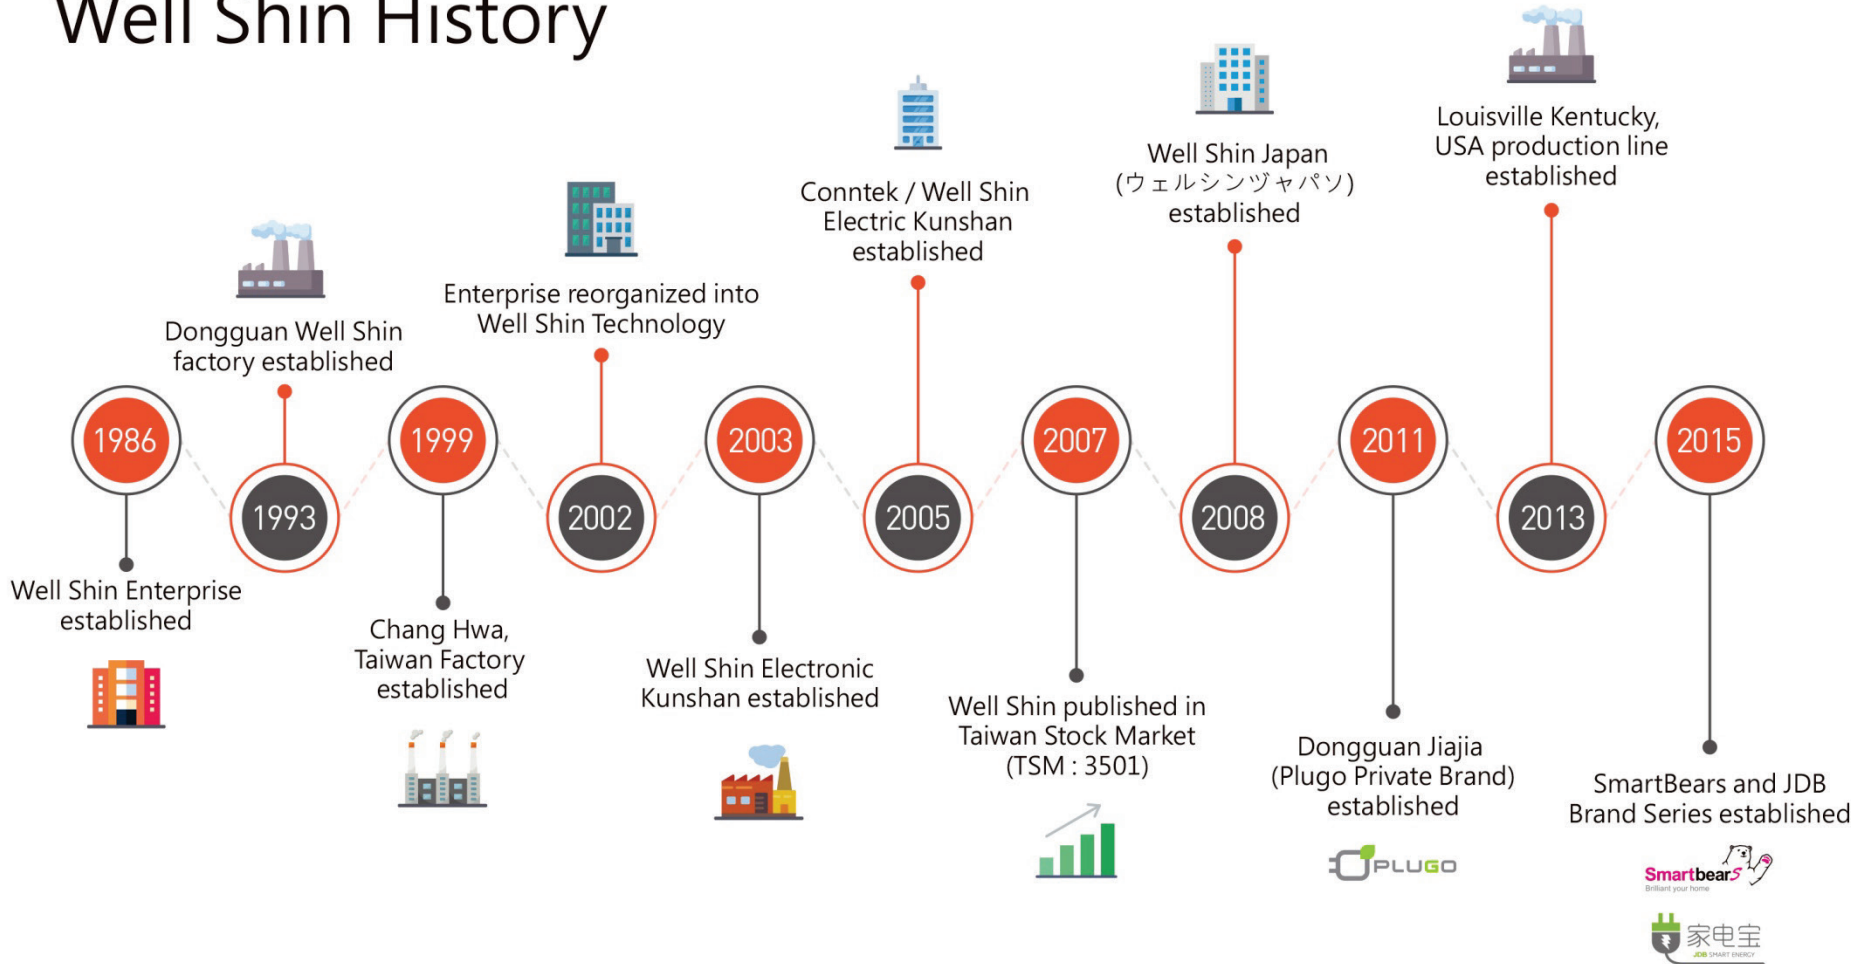 Well Shin History
1986
Well Shin Enterprise
established
Dongguan Well Shin
factory established
1993
1999
Chang Hwa,
Taiwan Factory
established
Enterprise reorganized into
Well Shin Technology
2002
2003
Well Shin Electronic
Kunshan established
Conntek / Well Shin
Electric Kunshan
established
2005
2007
Well Shin published in
Taiwan Stock Market
(TSM : 3501)
Well Shin Japan
(ウェルシンヅャパソ)
established
2008
2011
Dongguan Jiajia
(Plugo Private Brand)
established
PLUGO
Louisville Kentucky,
USA production line
established
2013
2015
SmartBears and JDB
Brand Series established
SmartbearS
Brilliant your home
家电宝
JDB SMART ENERGY